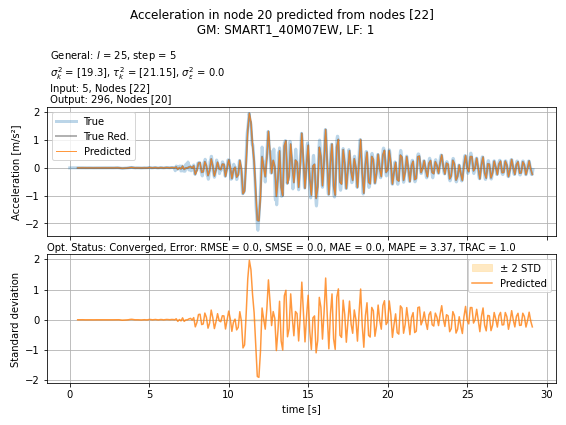 Acceleration in node 20 predicted from nodes [22]
GM: SMART1_40M07EW, LF: 1
General: l = 25, step = 5
σ²ₖ = [19.3], τ²ₖ = [21.15], σ²ε = 0.0
Input: 5, Nodes [22]
Output: 296, Nodes [20]
True
True Red.
Predicted
Acceleration [m/s²]
2
1
0
−1
−2
Opt. Status: Converged, Error: RMSE = 0.0, SMSE = 0.0, MAE = 0.0, MAPE = 3.37, TRAC = 1.0
± 2 STD
Predicted
Standard deviation
2
1
0
−1
−2
0 5 10 15 20 25 30
time [s]